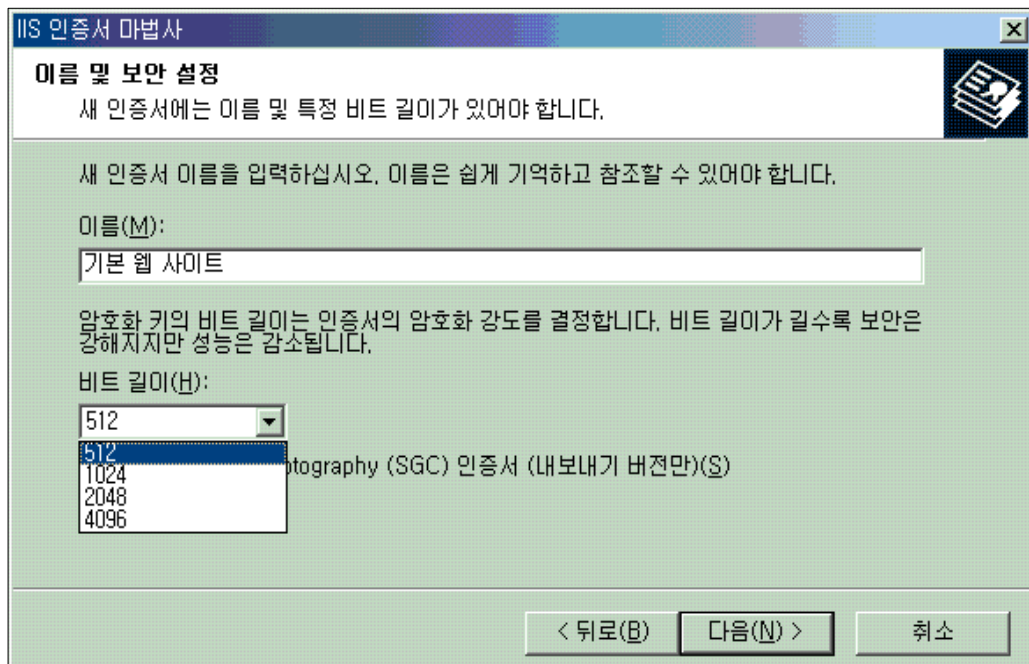 IIS 인증서 마법사
이름 및 보안 설정
새 인증서에는 이름 및 특정 비트 길이가 있어야 합니다.
새 인증서 이름을 입력하십시오. 이름은 쉽게 기억하고 참조할 수 있어야 합니다.
이름(M):
기본 웹 사이트
암호화 키의 비트 길이는 인증서의 암호화 강도를 결정합니다. 비트 길이가 길수록 보안은
강해지지만 성능은 감소됩니다.
비트 길이(H):
512
512
1024
2048
4096
ptography (SGC) 인증서 (내보내기 버전만)(S)
< 뒤로(B)
다음(N) >
취소